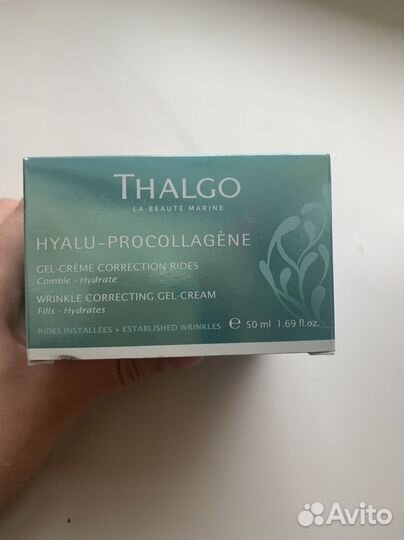 THALGO
LA BEAUTÉ MARINE
HYALU-PROCOLLAGÈNE
GEL-CRÈME CORRECTION RIDES
Comble - Hydrate
WRINKLE CORRECTING GEL-CREAM
Fills - Hydrates
RIDES INSTALLÉES • ESTABLISHED WRINKLES ℮ 50 ml 1.69 fl.oz.
Avito